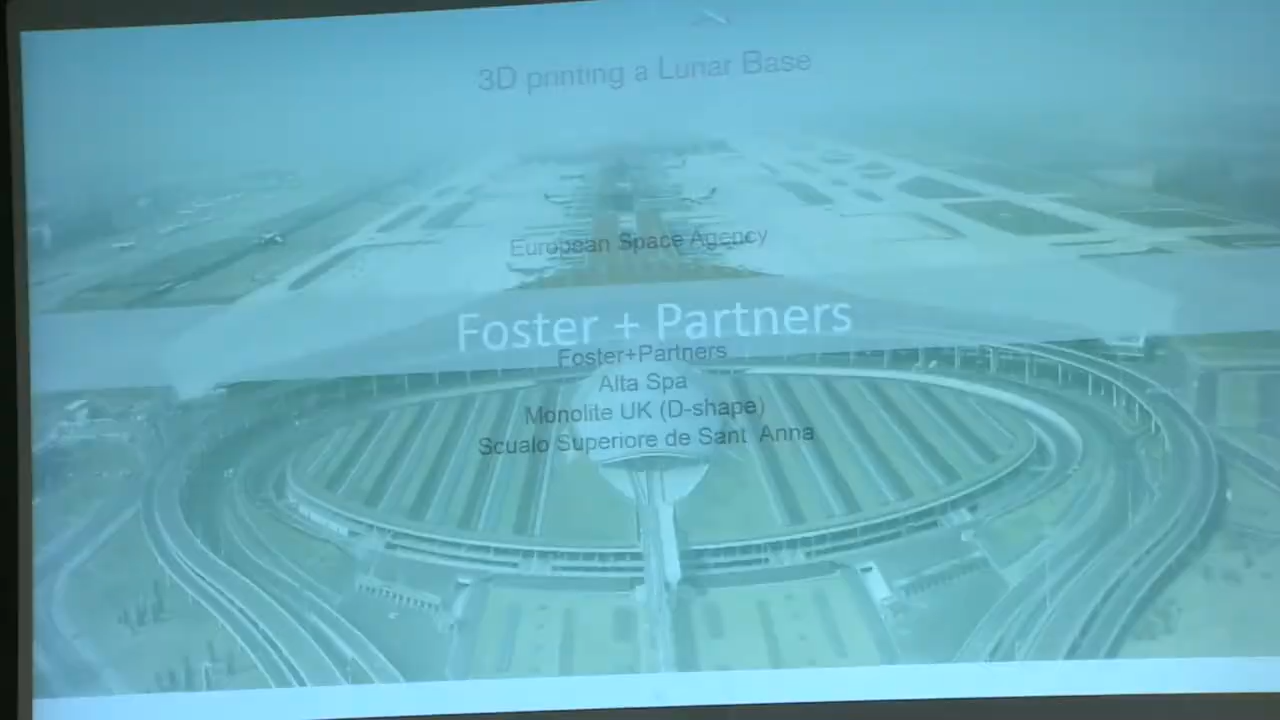 3D printing a Lunar Base
European Space Agency
Foster + Partners
Foster+Partners
Alta Spa
Monolite UK (D-shape)
Scualo Superiore de Sant Anna